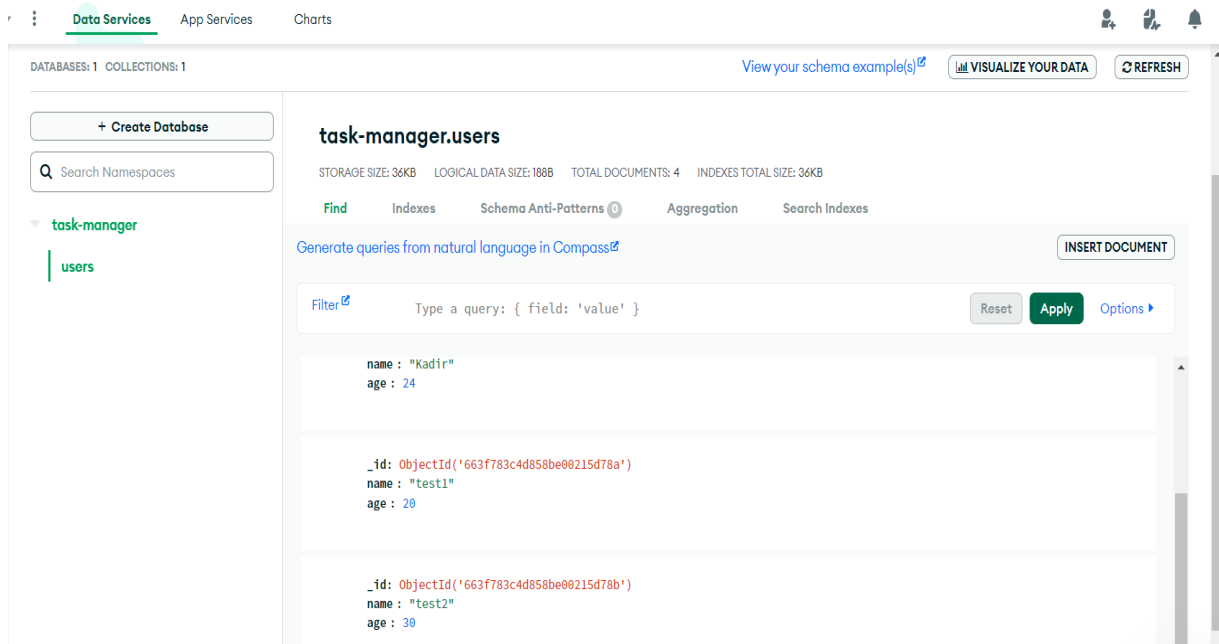 Data Services App Services Charts
DATABASES: 1 COLLECTIONS: 1
View your schema example(s) VISUALIZE YOUR DATA REFRESH
+ Create Database
Search Namespaces
task-manager
users
task-manager.users
STORAGE SIZE: 36KB LOGICAL DATA SIZE: 188B TOTAL DOCUMENTS: 4 INDEXES TOTAL SIZE: 36KB
Find Indexes Schema Anti-Patterns 0 Aggregation Search Indexes
Generate queries from natural language in Compass
INSERT DOCUMENT
Filter Type a query: { field: 'value' } Reset Apply Options
name : "Kadir"
age : 24
_id: ObjectId('663f783c4d858be00215d78a')
name : "test1"
age : 20
_id: ObjectId('663f783c4d858be00215d78b')
name : "test2"
age : 30